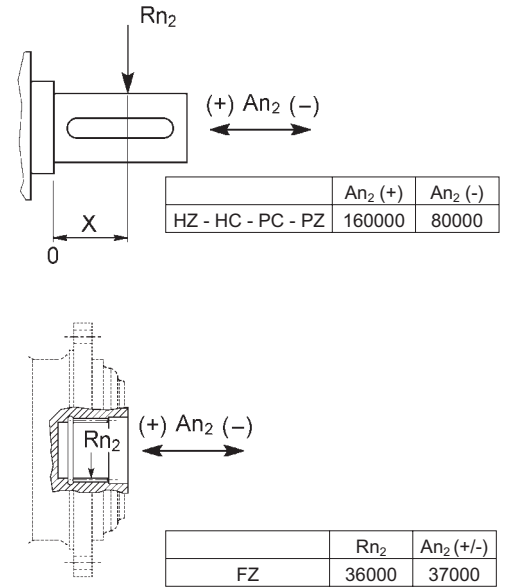 Rn₂
(+) An₂ (−)
An₂ (+) An₂ (-)
HZ - HC - PC - PZ 160000 80000
X
0
(+) An₂ (−)
Rn₂
Rn₂ An₂ (+/-)
FZ 36000 37000